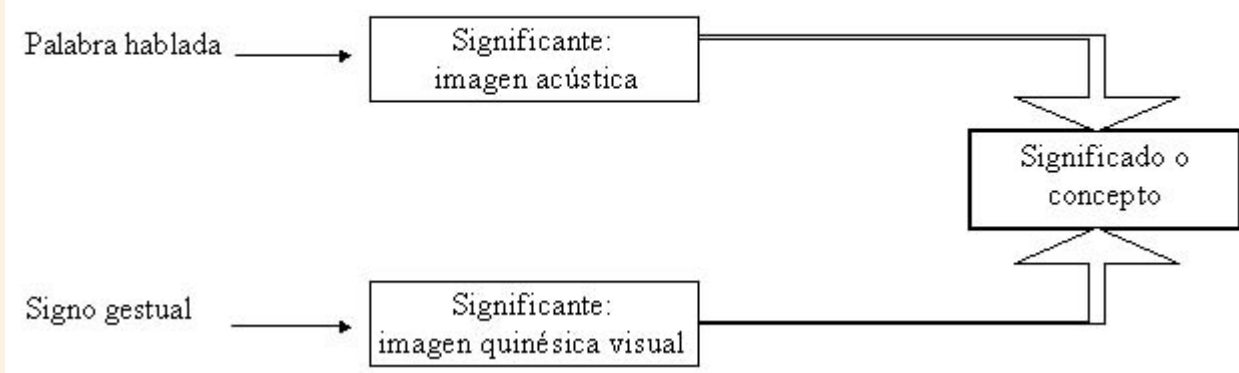 Palabra hablada
Significante:
imagen acústica
Significado o
concepto
Signo gestual
Significante:
imagen quinésica visual